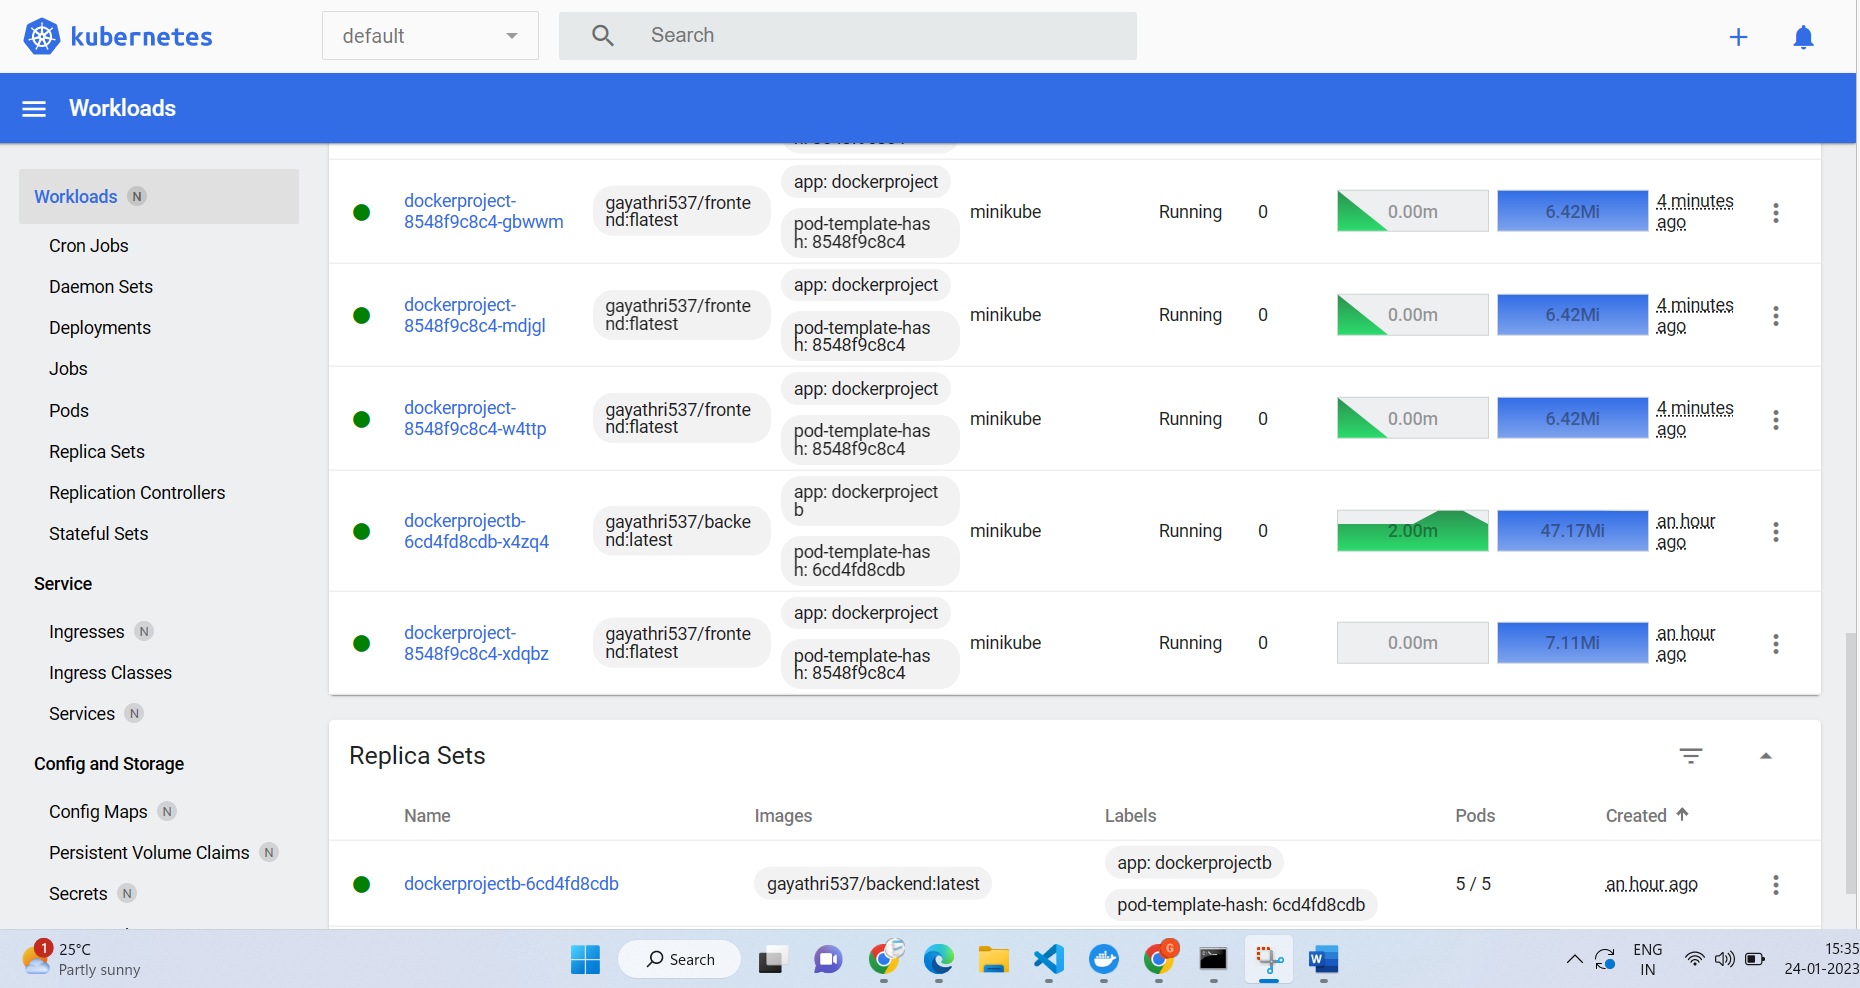 kubernetes
default
Search
Workloads
Workloads N
Cron Jobs
Daemon Sets
Deployments
Jobs
Pods
Replica Sets
Replication Controllers
Stateful Sets
Service
Ingresses N
Ingress Classes
Services N
Config and Storage
Config Maps N
Persistent Volume Claims N
Secrets N
dockerproject-
8548f9c8c4-gbwwm
gayathri537/fronte
nd:flatest
app: dockerproject
pod-template-has
h: 8548f9c8c4
minikube
Running
0
0.00m
6.42Mi
4 minutes
ago
dockerproject-
8548f9c8c4-mdjgl
gayathri537/fronte
nd:flatest
app: dockerproject
pod-template-has
h: 8548f9c8c4
minikube
Running
0
0.00m
6.42Mi
4 minutes
ago
dockerproject-
8548f9c8c4-w4ttp
gayathri537/fronte
nd:flatest
app: dockerproject
pod-template-has
h: 8548f9c8c4
minikube
Running
0
0.00m
6.42Mi
4 minutes
ago
dockerprojectb-
6cd4fd8cdb-x4zq4
gayathri537/backe
nd:latest
app: dockerproject
b
pod-template-has
h: 6cd4fd8cdb
minikube
Running
0
2.00m
47.17Mi
an hour
ago
dockerproject-
8548f9c8c4-xdqbz
gayathri537/fronte
nd:flatest
app: dockerproject
pod-template-has
h: 8548f9c8c4
minikube
Running
0
0.00m
7.11Mi
an hour
ago
Replica Sets
Name
Images
Labels
Pods
Created
dockerprojectb-6cd4fd8cdb
gayathri537/backend:latest
app: dockerprojectb
pod-template-hash: 6cd4fd8cdb
5 / 5
an hour ago
1
25°C
Partly sunny
Search
G
W
ENG
IN
15:35
24-01-2023